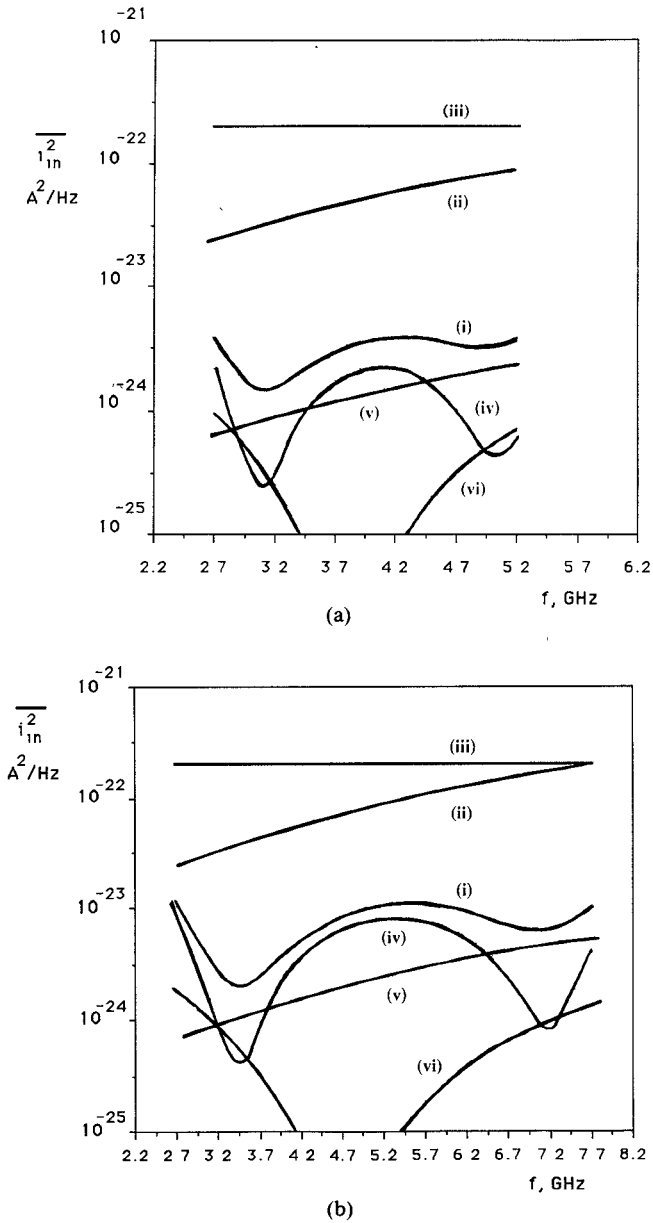 10^-21
(iii)
i_in^2
10^-22
A^2/Hz
(ii)
10^-23
(i)
10^-24
(v)
(iv)
(vi)
10^-25
2.2 2 7 3 2 3 7 4 2 4 7 5 2 5 7 6.2
f, GHz
(a)
10^-21
i_in^2
(iii)
A^2/Hz
10^-22
(ii)
(i)
10^-23
(iv)
(v)
10^-24
(vi)
10^-25
2.2 2 7 3 2 3.7 4.2 4.7 5.2 5.7 6 2 6.7 7 2 7 7 8.2
f, GHz
(b)